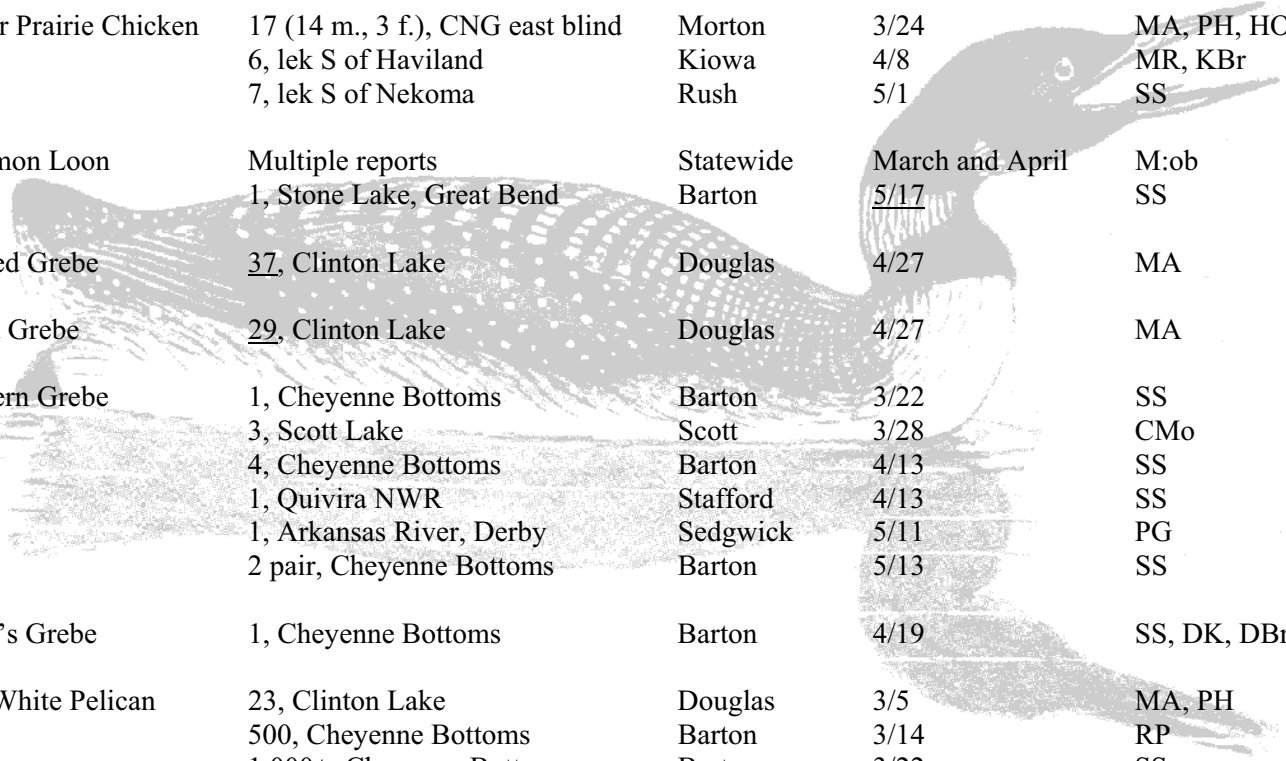 r Prairie Chicken 17 (14 m., 3 f.), CNG east blind Morton 3/24 MA, PH, HO
6, lek S of Haviland Kiowa 4/8 MR, KBr
7, lek S of Nekoma Rush 5/1 SS
mon Loon Multiple reports Statewide March and April M:ob
1, Stone Lake, Great Bend Barton 5/17 SS
ed Grebe 37, Clinton Lake Douglas 4/27 MA
Grebe 29, Clinton Lake Douglas 4/27 MA
ern Grebe 1, Cheyenne Bottoms Barton 3/22 SS
3, Scott Lake Scott 3/28 CMo
4, Cheyenne Bottoms Barton 4/13 SS
1, Quivira NWR Stafford 4/13 SS
1, Arkansas River, Derby Sedgwick 5/11 PG
2 pair, Cheyenne Bottoms Barton 5/13 SS
's Grebe 1, Cheyenne Bottoms Barton 4/19 SS, DK, DBr
White Pelican 23, Clinton Lake Douglas 3/5 MA, PH
500, Cheyenne Bottoms Barton 3/14 RP